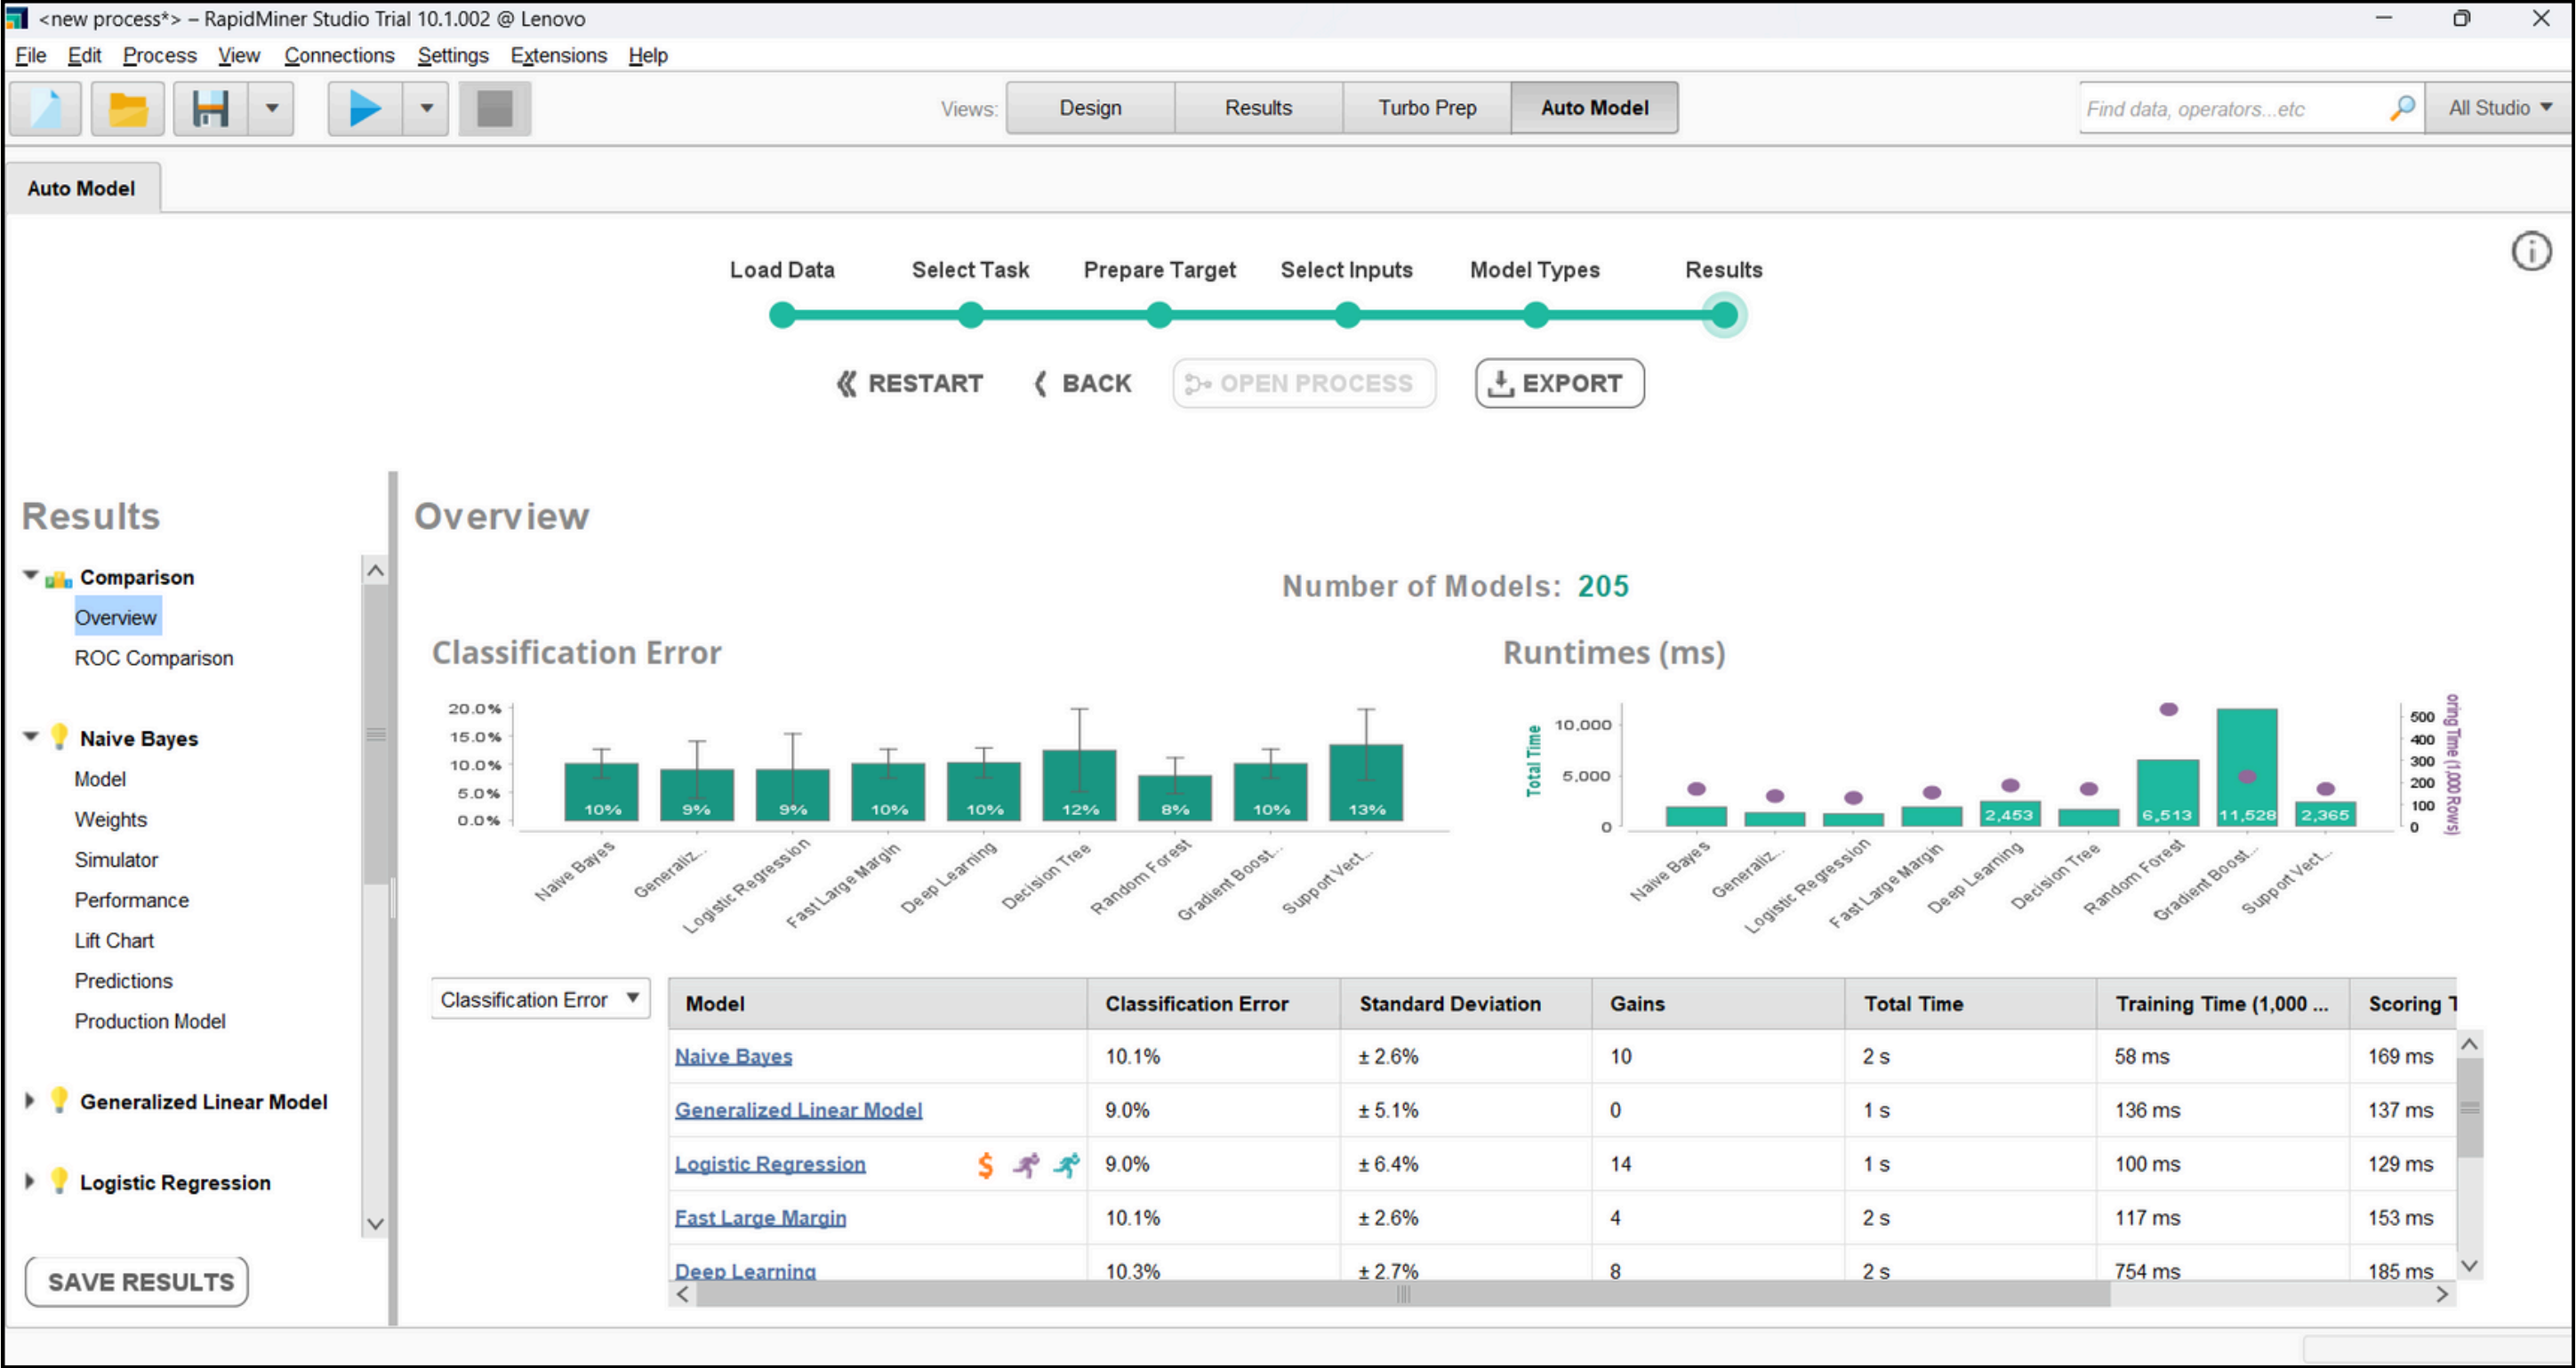 <new process*> – RapidMiner Studio Trial 10.1.002 @ Lenovo
File Edit Process View Connections Settings Extensions Help
Views: Design Results Turbo Prep Auto Model
Find data, operators...etc All Studio
Auto Model
Load Data Select Task Prepare Target Select Inputs Model Types Results
RESTART BACK OPEN PROCESS EXPORT
Results
Comparison
Overview
ROC Comparison
Naive Bayes
Model
Weights
Simulator
Performance
Lift Chart
Predictions
Production Model
Generalized Linear Model
Logistic Regression
SAVE RESULTS
Overview
Number of Models: 205
Classification Error
20.0%
15.0%
10.0%
5.0%
0.0%
10% 9% 9% 10% 10% 12% 8% 10% 13%
Naive Bayes Generaliz... Logistic Regression Fast Large Margin Deep Learning Decision Tree Random Forest Gradient Boost... Support Vect...
Runtimes (ms)
Total Time
10,000
5,000
0
2,453 6,513 11,528 2,365
500
400
300
200
100
0
oring Time (1,000 Rows)
Naive Bayes Generaliz... Logistic Regression Fast Large Margin Deep Learning Decision Tree Random Forest Gradient Boost... Support Vect...
Classification Error
Model Classification Error Standard Deviation Gains Total Time Training Time (1,000 ... Scoring T
Naive Bayes 10.1% ± 2.6% 10 2 s 58 ms 169 ms
Generalized Linear Model 9.0% ± 5.1% 0 1 s 136 ms 137 ms
Logistic Regression $ 9.0% ± 6.4% 14 1 s 100 ms 129 ms
Fast Large Margin 10.1% ± 2.6% 4 2 s 117 ms 153 ms
Deep Learning 10.3% ± 2.7% 8 2 s 754 ms 185 ms